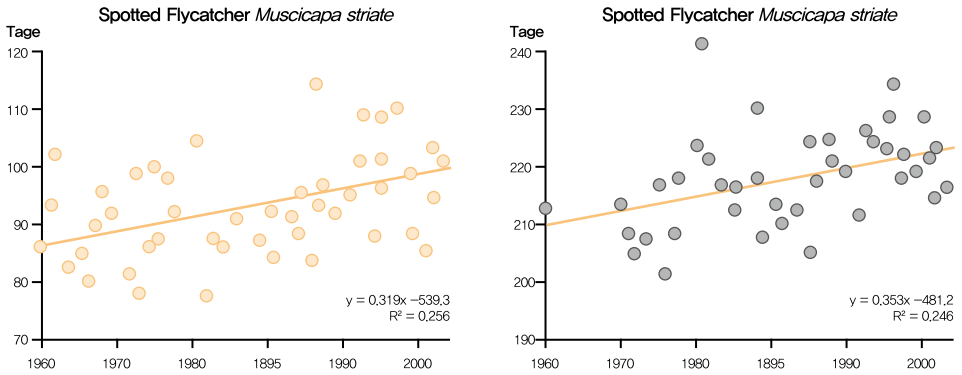 Spotted Flycatcher Muscicapa striate
Tage
120
110
100
90
80
70
y = 0,319x −539,3
R² = 0,256
1960 1970 1980 1895 1990 2000
Spotted Flycatcher Muscicapa striate
Tage
240
230
220
210
200
190
y = 0,353x −481,2
R² = 0,246
1960 1970 1980 1895 1990 2000